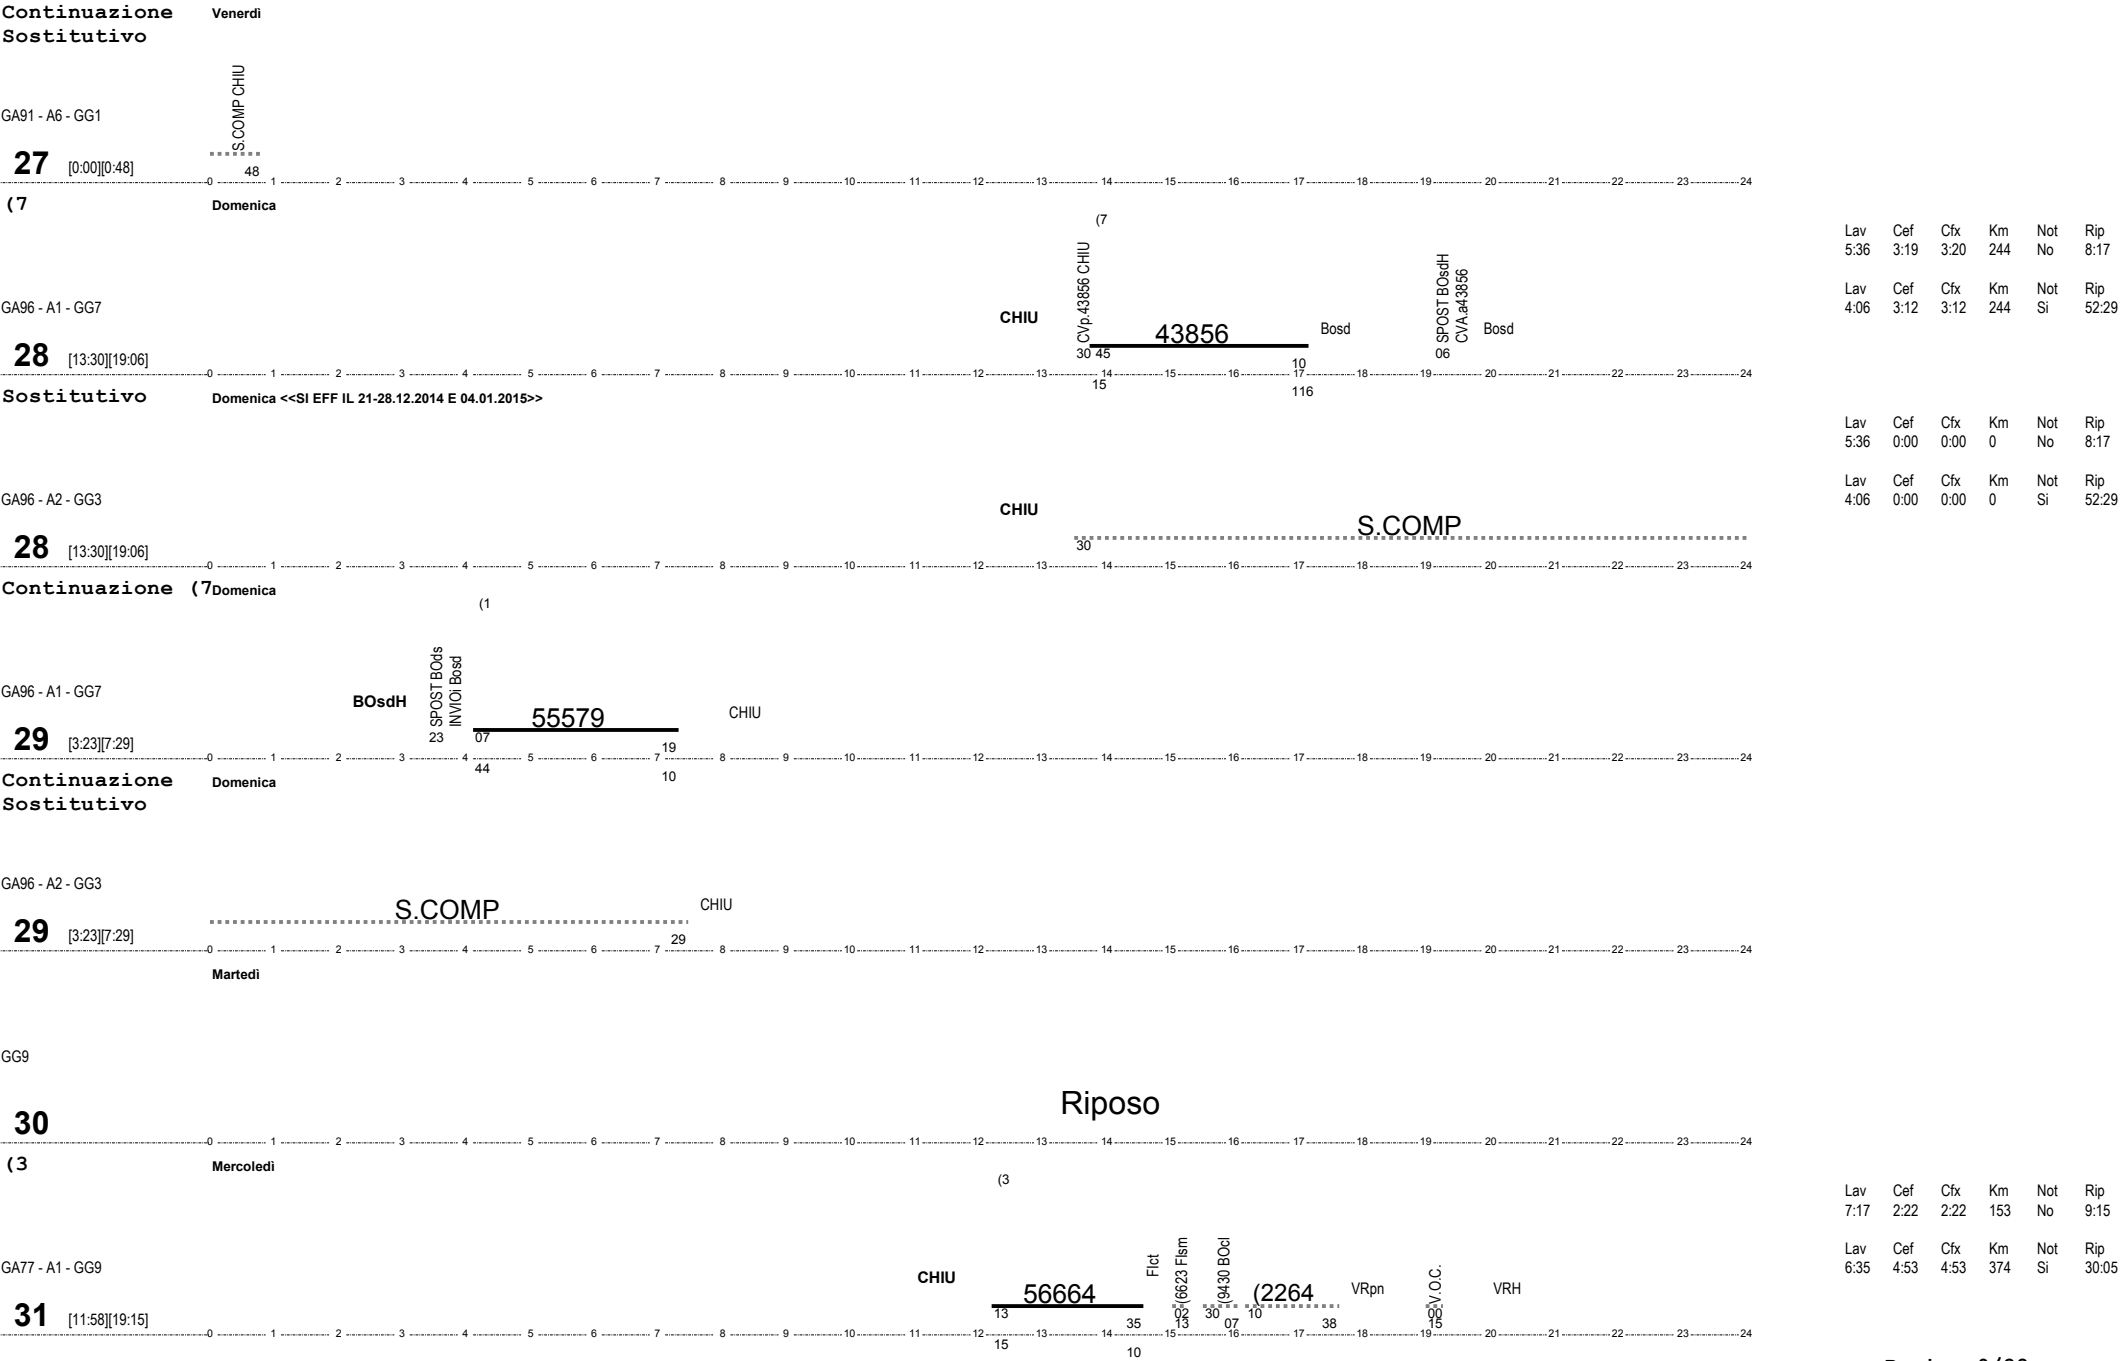 Continuazione Venerdì
Sostitutivo
S.COMP CHIU
GA91 - A6 - GG1
27 [0:00][0:48]
48
0 1 2 3 4 5 6 7 8 9 10 11 12 13 14 15 16 17 18 19 20 21 22 23 24
(7 Domenica
(7
Lav Cef Cfx Km Not Rip
5:36 3:19 3:20 244 No 8:17
CVp.43856 CHIU
SPOST BOsdH
CVA.a43856
Lav Cef Cfx Km Not Rip
4:06 3:12 3:12 244 Si 52:29
GA96 - A1 - GG7
CHIU 43856 Bosd Bosd
28 [13:30][19:06]
30 45 10 06
0 1 2 3 4 5 6 7 8 9 10 11 12 13 14 15 16 17 18 19 20 21 22 23 24
15 116
Sostitutivo Domenica <<SI EFF IL 21-28.12.2014 E 04.01.2015>>
Lav Cef Cfx Km Not Rip
5:36 0:00 0:00 0 No 8:17
Lav Cef Cfx Km Not Rip
4:06 0:00 0:00 0 Si 52:29
GA96 - A2 - GG3
CHIU S.COMP
28 [13:30][19:06]
30
0 1 2 3 4 5 6 7 8 9 10 11 12 13 14 15 16 17 18 19 20 21 22 23 24
Continuazione (7 Domenica
(1
SPOST BOds
INVIOi Bosd
GA96 - A1 - GG7
BOsdH 55579 CHIU
29 [3:23][7:29]
23 07 19
0 1 2 3 4 5 6 7 8 9 10 11 12 13 14 15 16 17 18 19 20 21 22 23 24
44 10
Continuazione Domenica
Sostitutivo
GA96 - A2 - GG3
S.COMP CHIU
29 [3:23][7:29]
29
0 1 2 3 4 5 6 7 8 9 10 11 12 13 14 15 16 17 18 19 20 21 22 23 24
Martedì
GG9
Riposo
30
0 1 2 3 4 5 6 7 8 9 10 11 12 13 14 15 16 17 18 19 20 21 22 23 24
(3 Mercoledì
(3
Lav Cef Cfx Km Not Rip
7:17 2:22 2:22 153 No 9:15
FIct
(6623 FIsm
(9430 BOcl
V.O.C.
Lav Cef Cfx Km Not Rip
6:35 4:53 4:53 374 Si 30:05
GA77 - A1 - GG9
CHIU 56664 (2264 VRpn VRH
31 [11:58][19:15]
13 35 02 13 30 07 10 38 00 15
0 1 2 3 4 5 6 7 8 9 10 11 12 13 14 15 16 17 18 19 20 21 22 23 24
15 10